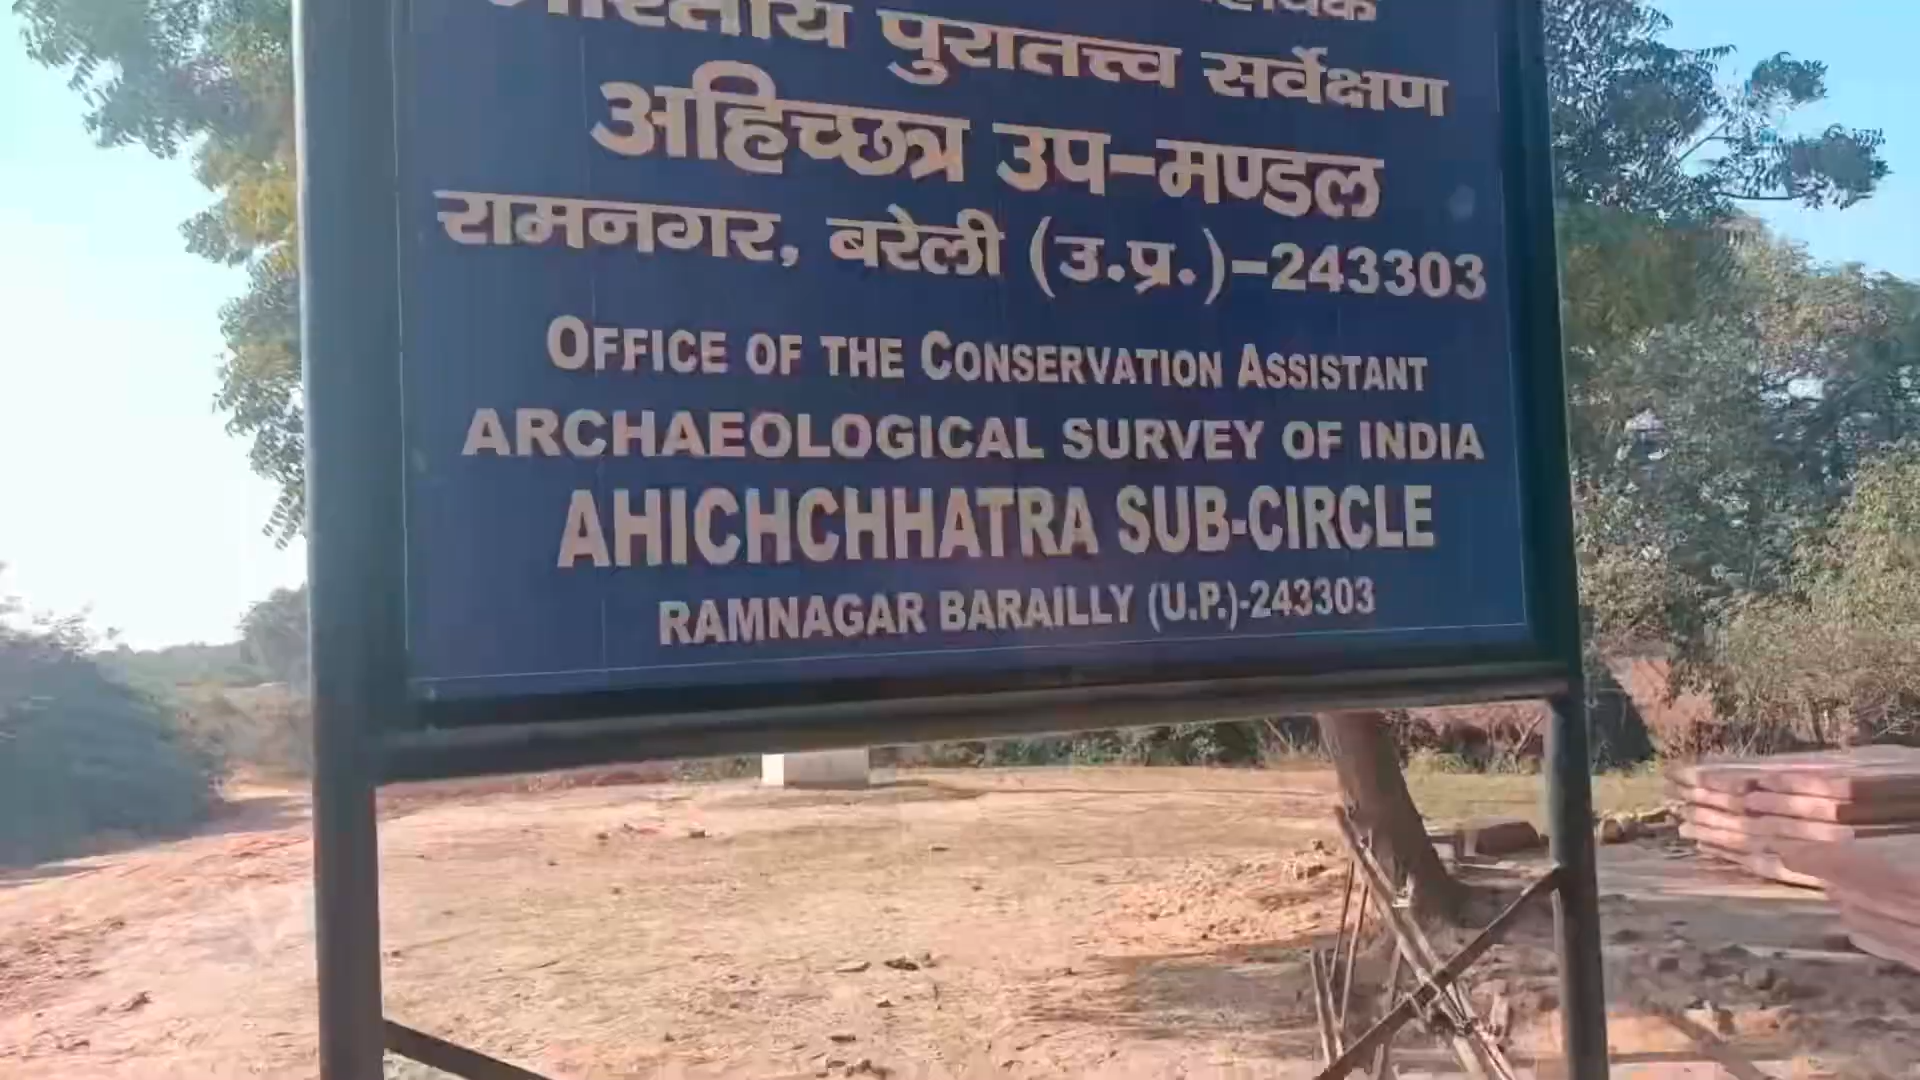 भारतीय पुरातत्त्व सर्वेक्षण
अहिच्छत्र उप-मण्डल
रामनगर, बरेली (उ.प्र.)-243303
OFFICE OF THE CONSERVATION ASSISTANT
ARCHAEOLOGICAL SURVEY OF INDIA
AHICHCHHATRA SUB-CIRCLE
RAMNAGAR BARAILLY (U.P.)-243303